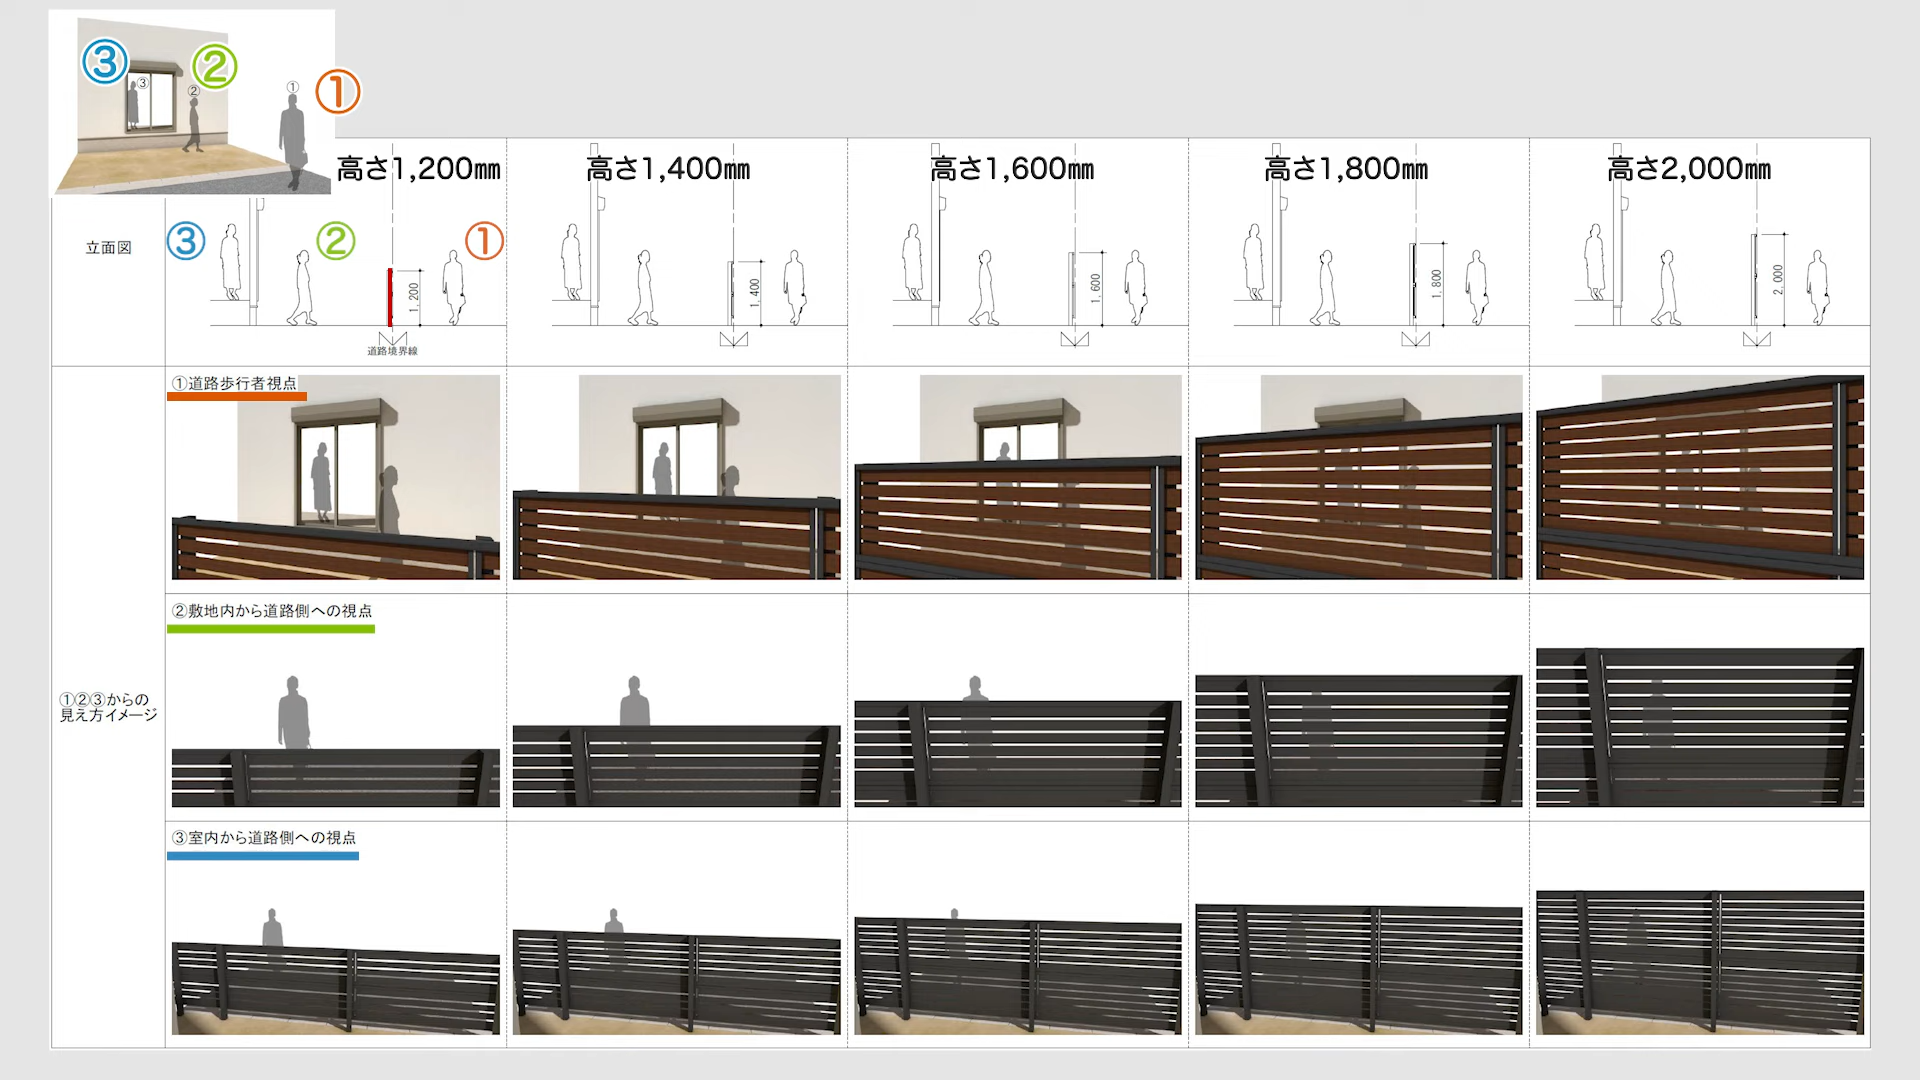 ③
②
①
③
②
①
高さ1,200㎜
高さ1,400㎜
高さ1,600㎜
高さ1,800㎜
高さ2,000㎜
立面図
③
②
①
1,200
1,400
1,600
1,800
2,000
道路境界線
①道路歩行者視点
①②③からの
見え方イメージ
②敷地内から道路側への視点
③室内から道路側への視点